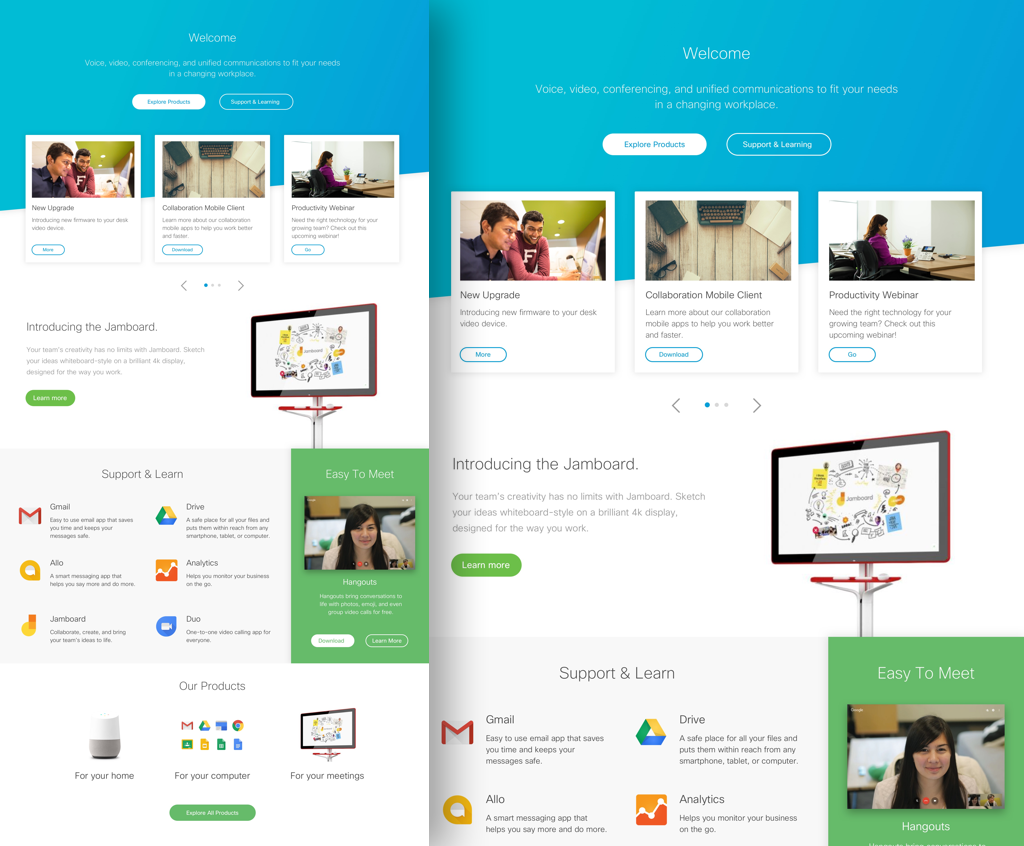 Welcome
Voice, video, conferencing, and unified communications to fit your needs
in a changing workplace.
Explore Products
Support & Learning
New Upgrade
Introducing new firmware to your desk
video device.
More
Collaboration Mobile Client
Learn more about our collaboration
mobile apps to help you work better
and faster.
Download
Productivity Webinar
Need the right technology for your
growing team? Check out this
upcoming webinar!
Go
Introducing the Jamboard.
Your team's creativity has no limits with Jamboard. Sketch
your ideas whiteboard-style on a brilliant 4k display,
designed for the way you work.
Learn more
Jamboard
Support & Learn
Gmail
Easy to use email app that saves
you time and keeps your
messages safe.
Drive
A safe place for all your files and
puts them within reach from any
smartphone, tablet, or computer.
Allo
A smart messaging app that
helps you say more and do more.
Analytics
Helps you monitor your business
on the go.
Jamboard
Collaborate, create, and bring
your team's ideas to life.
Duo
One-to-one video calling app for
everyone.
Easy To Meet
Hangouts
Hangouts bring conversations to
life with photos, emoji, and even
group video calls for free.
Download
Learn More
Our Products
For your home
For your computer
For your meetings
Explore All Products
Welcome
Voice, video, conferencing, and unified communications to fit your needs
in a changing workplace.
Explore Products
Support & Learning
New Upgrade
Introducing new firmware to your desk
video device.
More
Collaboration Mobile Client
Learn more about our collaboration
mobile apps to help you work better
and faster.
Download
Productivity Webinar
Need the right technology for your
growing team? Check out this
upcoming webinar!
Go
Introducing the Jamboard.
Your team's creativity has no limits with Jamboard. Sketch
your ideas whiteboard-style on a brilliant 4k display,
designed for the way you work.
Learn more
Jamboard
Support & Learn
Gmail
Easy to use email app that saves
you time and keeps your
messages safe.
Drive
A safe place for all your files and
puts them within reach from any
smartphone, tablet, or computer.
Allo
A smart messaging app that
helps you say more and do more.
Analytics
Helps you monitor your business
on the go.
Easy To Meet
Google
Hangouts
Hangouts bring conversations to